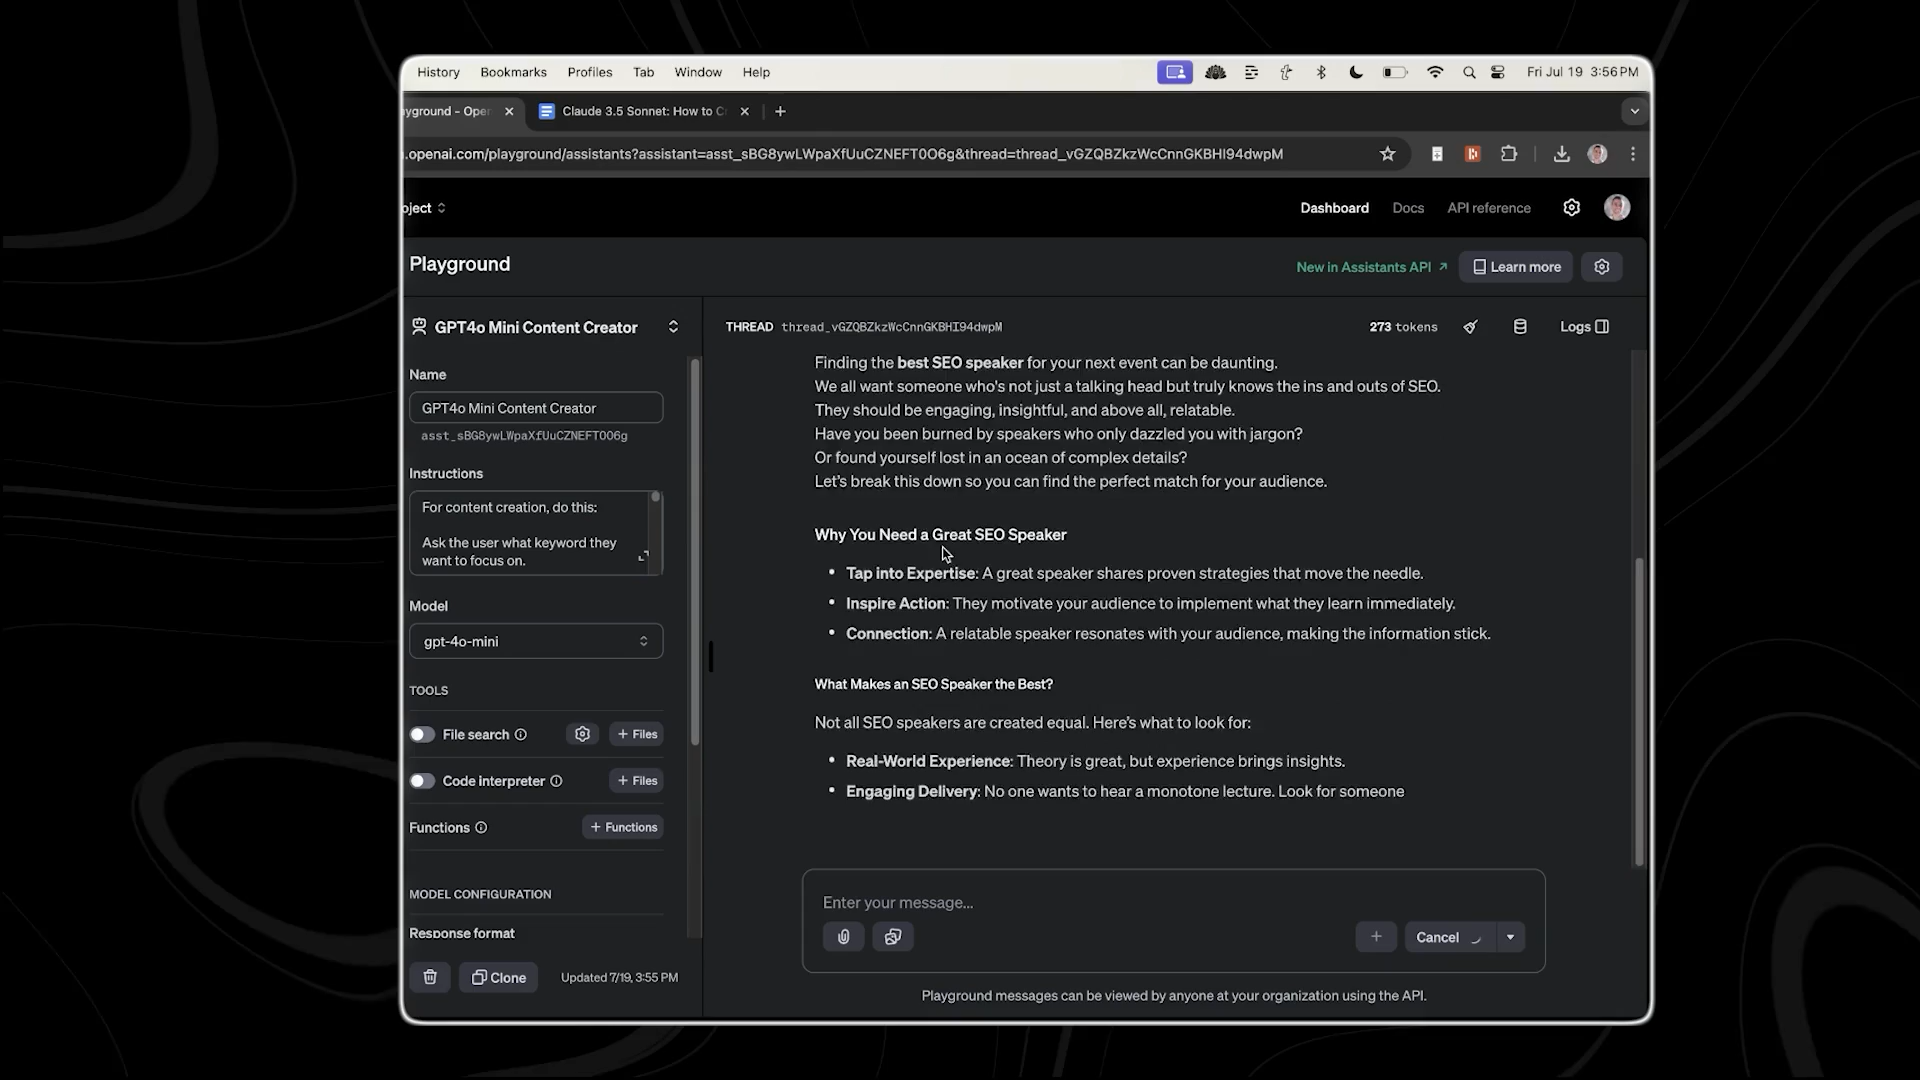 History Bookmarks Profiles Tab Window Help Fri Jul 19 3:56 PM
yground - Open Claude 3.5 Sonnet: How to C
.openai.com/playground/assistants?assistant=asst_sBG8ywLWpaXfUuCZNEFT0O6g&thread=thread_vGZQBZkzWcCnnGKBHI94dwpM
oject Dashboard Docs API reference
Playground New in Assistants API Learn more
GPT4o Mini Content Creator
Name
GPT4o Mini Content Creator
asst_sBG8ywLWpaXfUuCZNEFT0O6g
Instructions
For content creation, do this:
Ask the user what keyword they
want to focus on.
Model
gpt-4o-mini
TOOLS
File search + Files
Code interpreter + Files
Functions + Functions
MODEL CONFIGURATION
Response format
Clone Updated 7/19, 3:55 PM
THREAD thread_vGZQBZkzWcCnnGKBHI94dwpM 273 tokens Logs
Finding the best SEO speaker for your next event can be daunting.
We all want someone who's not just a talking head but truly knows the ins and outs of SEO.
They should be engaging, insightful, and above all, relatable.
Have you been burned by speakers who only dazzled you with jargon?
Or found yourself lost in an ocean of complex details?
Let's break this down so you can find the perfect match for your audience.
Why You Need a Great SEO Speaker
• Tap into Expertise: A great speaker shares proven strategies that move the needle.
• Inspire Action: They motivate your audience to implement what they learn immediately.
• Connection: A relatable speaker resonates with your audience, making the information stick.
What Makes an SEO Speaker the Best?
Not all SEO speakers are created equal. Here's what to look for:
• Real-World Experience: Theory is great, but experience brings insights.
• Engaging Delivery: No one wants to hear a monotone lecture. Look for someone
Enter your message...
Cancel
Playground messages can be viewed by anyone at your organization using the API.